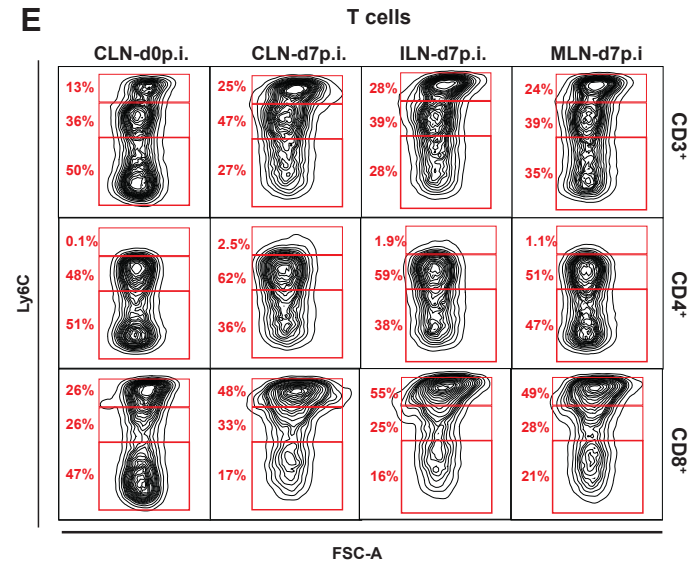 E
T cells
CLN-d0p.i. CLN-d7p.i. ILN-d7p.i. MLN-d7p.i
13% 25% 28% 24%
36% 47% 39% 39%
50% 27% 28% 35%
CD3+
0.1% 2.5% 1.9% 1.1%
48% 62% 59% 51%
51% 36% 38% 47%
CD4+
26% 48% 55% 49%
26% 33% 25% 28%
47% 17% 16% 21%
CD8+
Ly6C
FSC-A